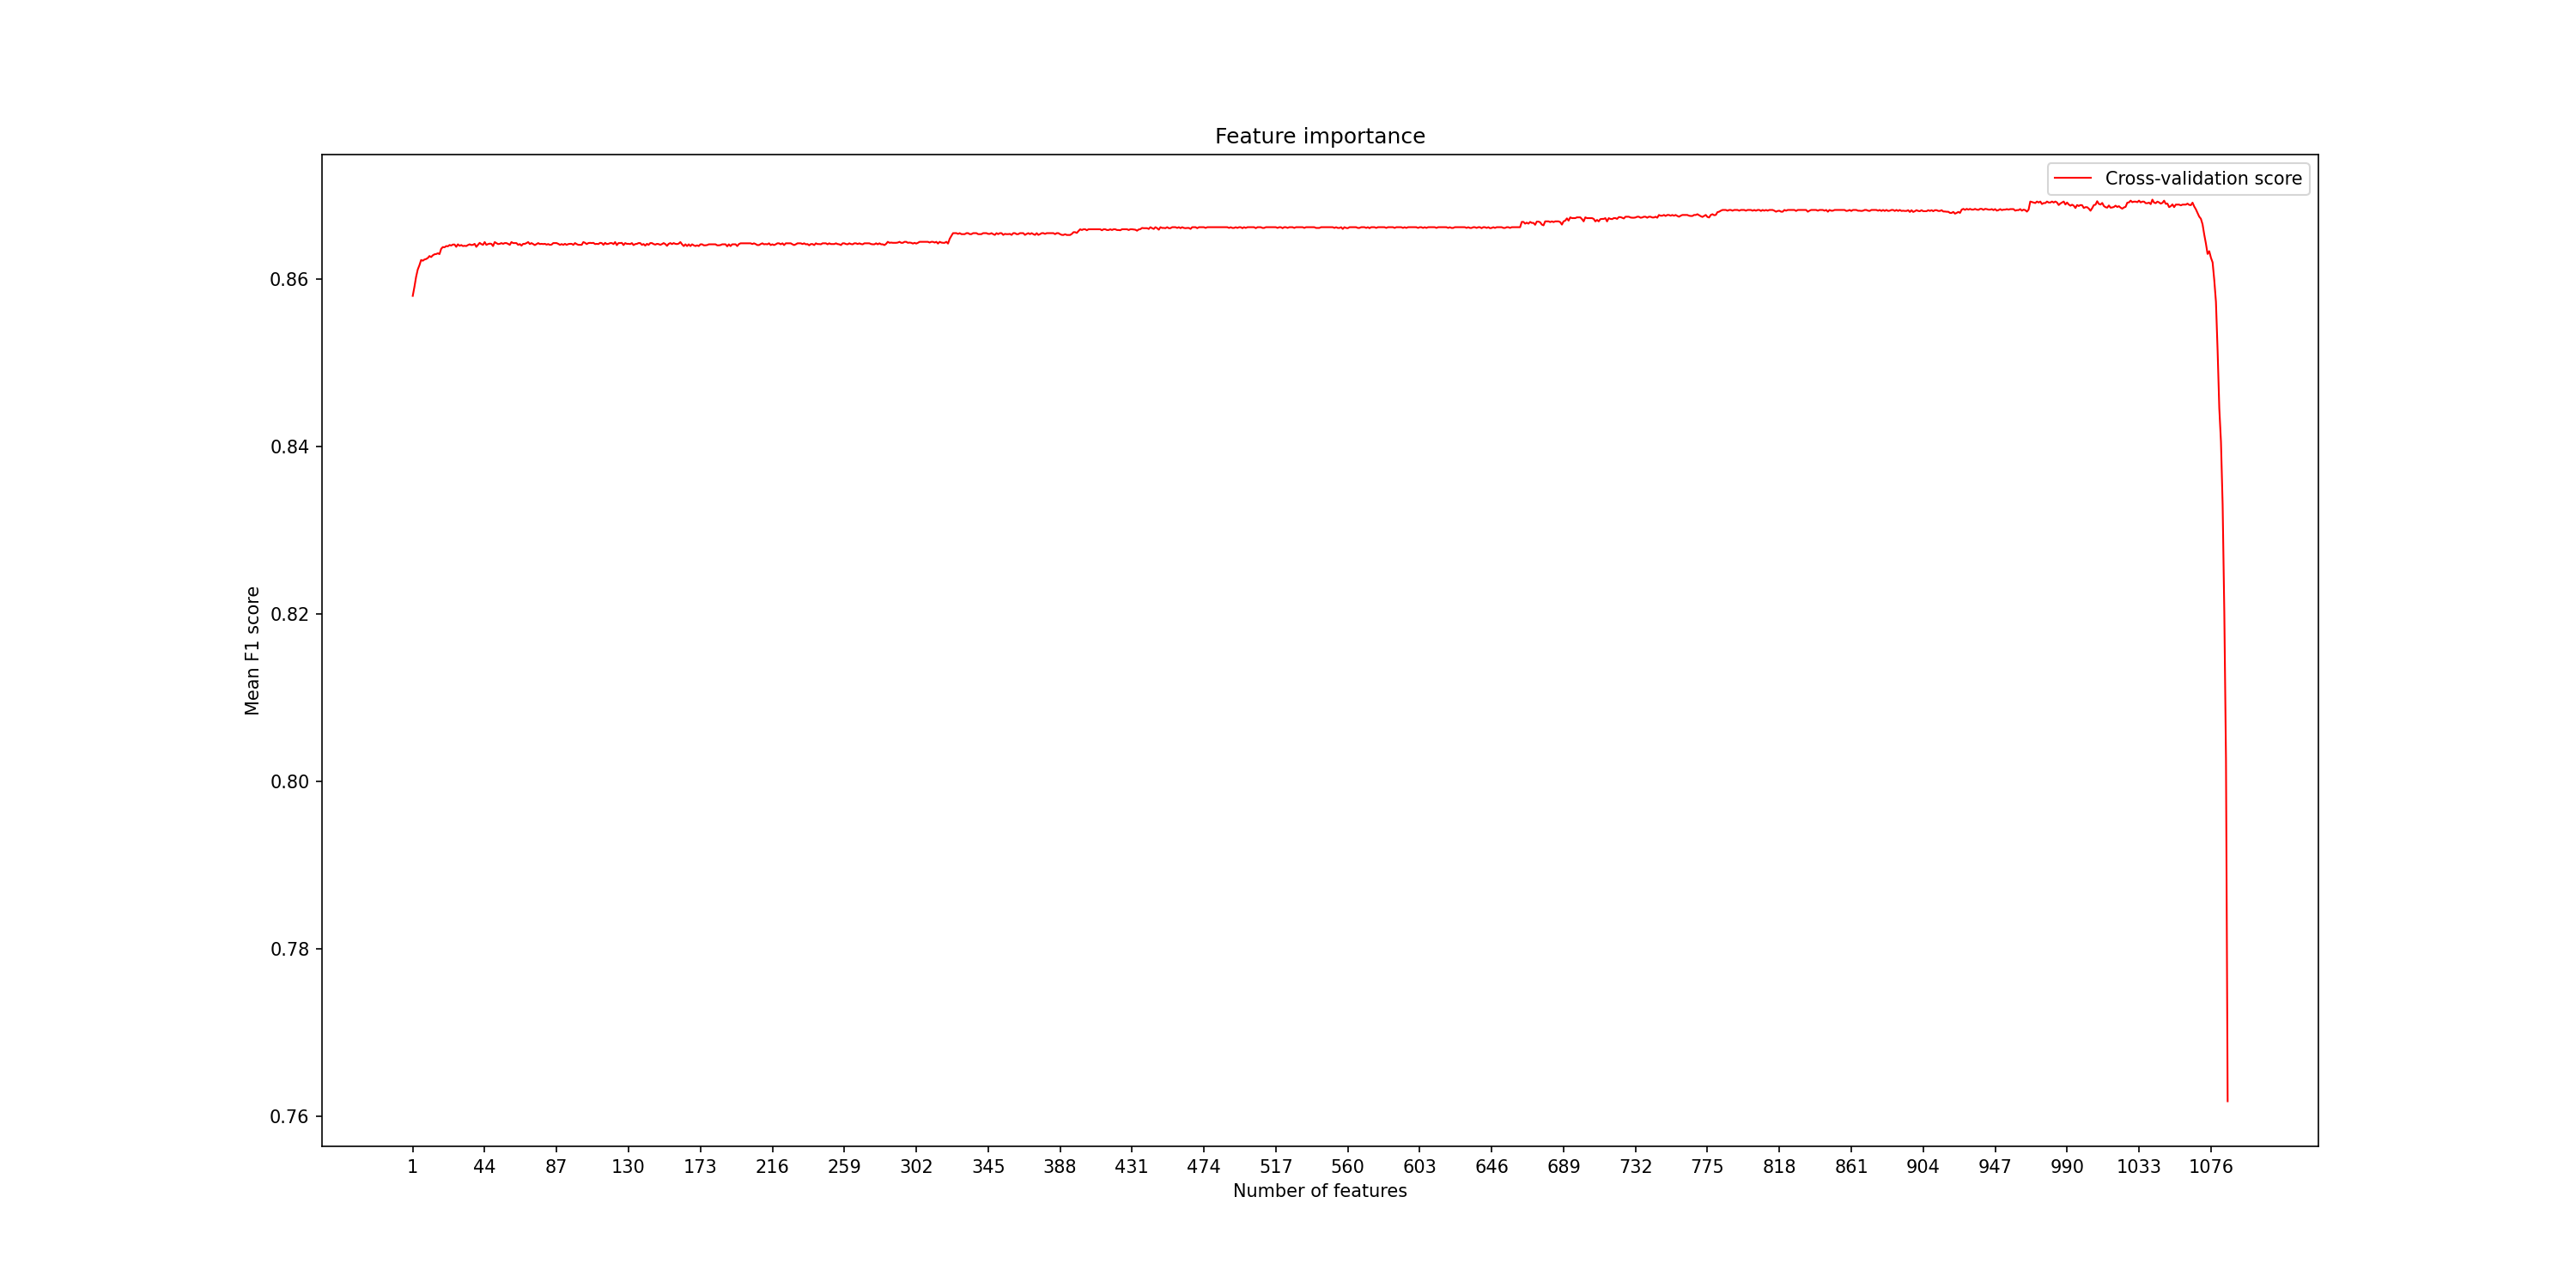 Feature importance
Cross-validation score
Mean F1 score
0.86
0.84
0.82
0.80
0.78
0.76
1 44 87 130 173 216 259 302 345 388 431 474 517 560 603 646 689 732 775 818 861 904 947 990 1033 1076
Number of features